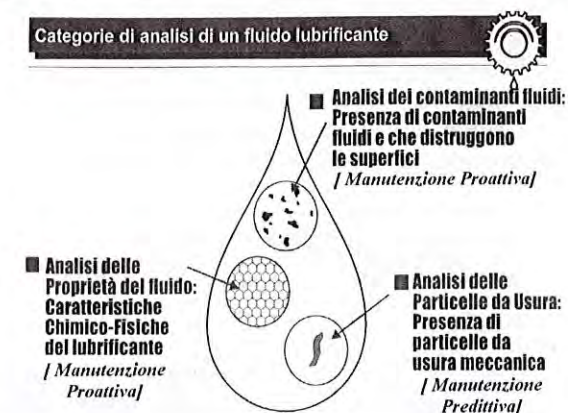 Categorie di analisi di un fluido lubrificante
Analisi dei contaminanti fluidi:
Presenza di contaminanti
fluidi e che distruggono
le superfici
[ Manutenzione Proattiva]
Analisi delle
Proprietà del fluido:
Caratteristiche
Chimico-Fisiche
del lubrificante
[ Manutenzione
Proattiva]
Analisi delle
Particelle da Usura:
Presenza di
particelle da
usura meccanica
[ Manutenzione
Predittiva]